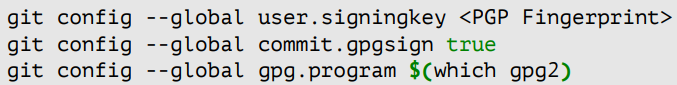 git config --global user.signingkey <PGP Fingerprint>
git config --global commit.gpgsign true
git config --global gpg.program $(which gpg2)